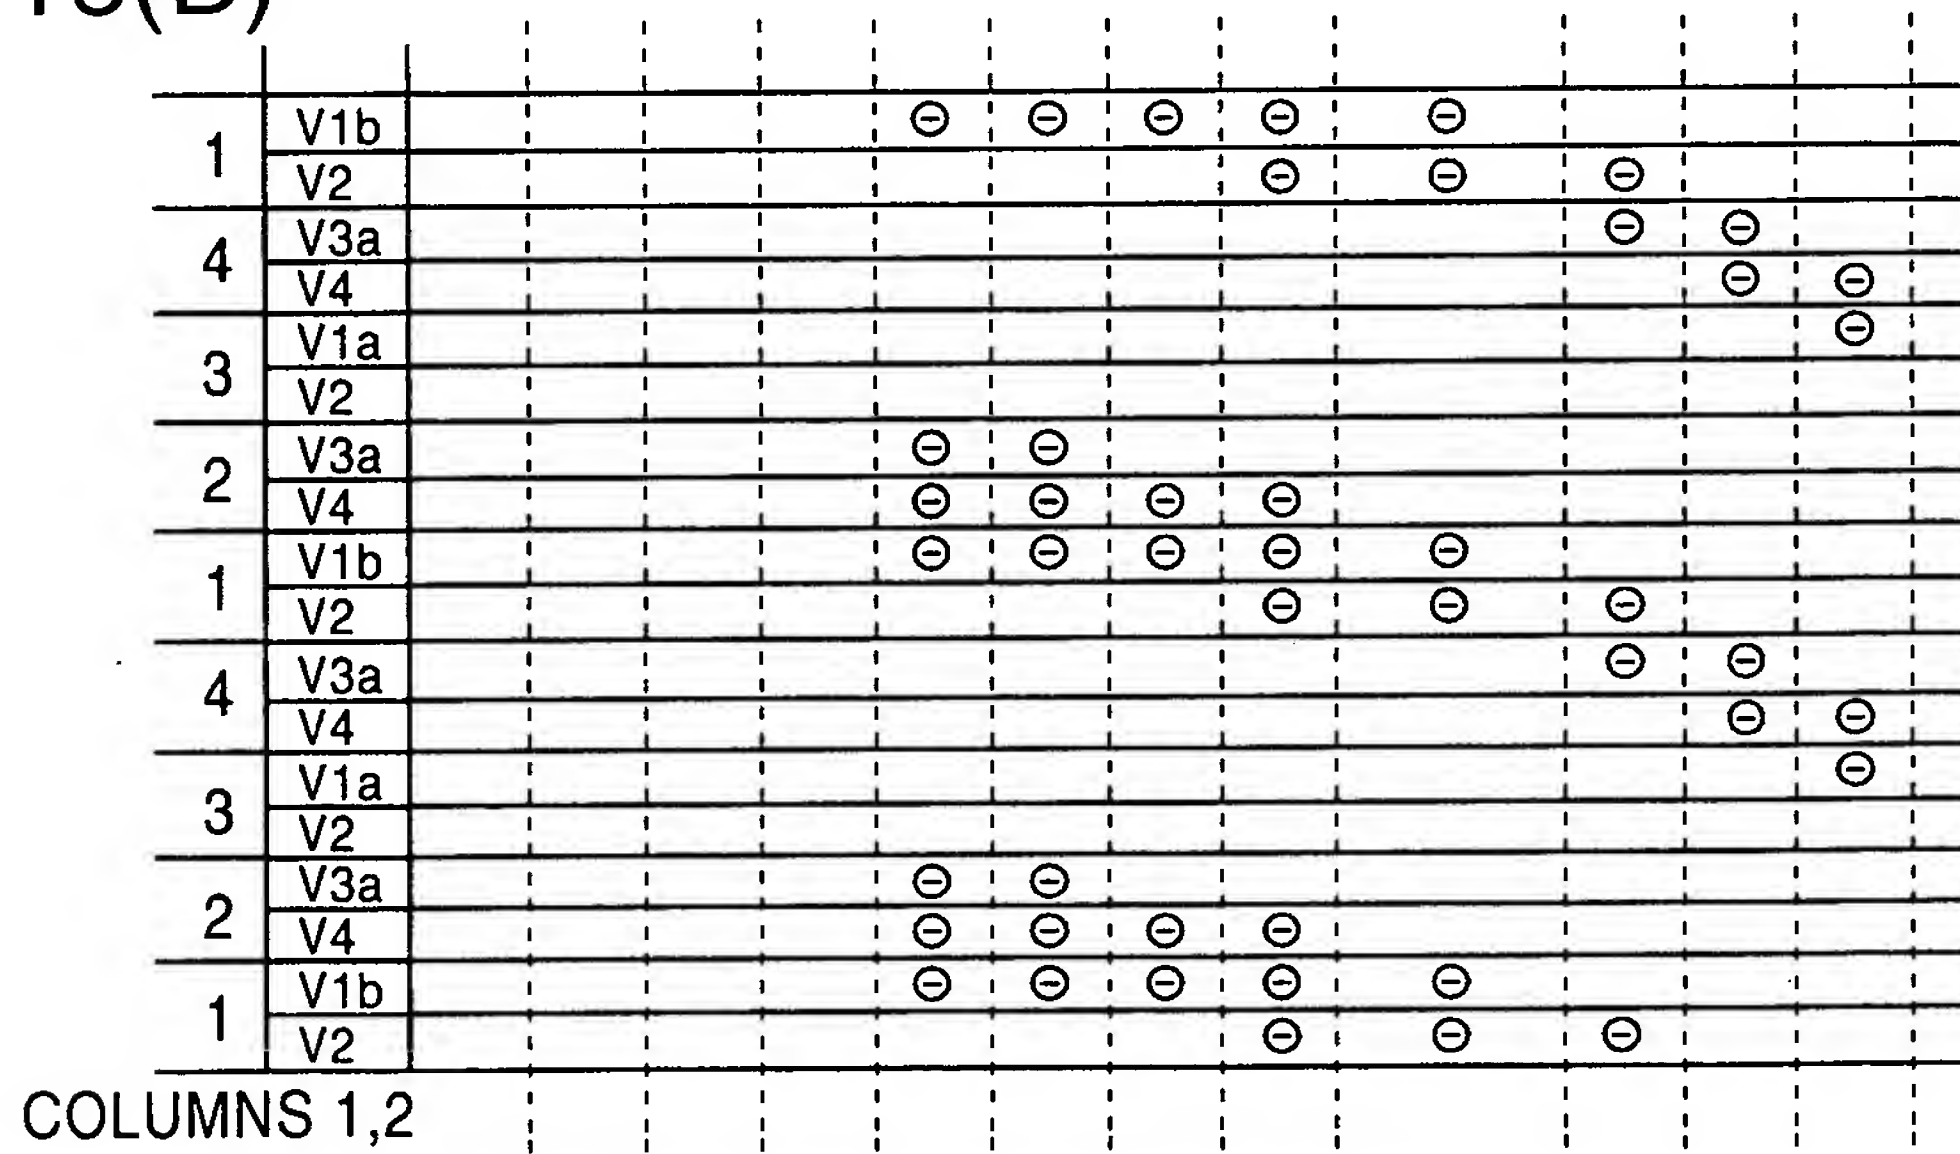 1 V1b ⊖ ⊖ ⊖ ⊖ ⊖
V2 ⊖ ⊖ ⊖
4 V3a ⊖ ⊖
V4 ⊖ ⊖
3 V1a ⊖
V2
2 V3a ⊖ ⊖
V4 ⊖ ⊖ ⊖ ⊖
1 V1b ⊖ ⊖ ⊖ ⊖ ⊖
V2 ⊖ ⊖ ⊖
4 V3a ⊖ ⊖
V4 ⊖ ⊖
3 V1a ⊖
V2
2 V3a ⊖ ⊖
V4 ⊖ ⊖ ⊖ ⊖
1 V1b ⊖ ⊖ ⊖ ⊖ ⊖
V2 ⊖ ⊖ ⊖
COLUMNS 1,2